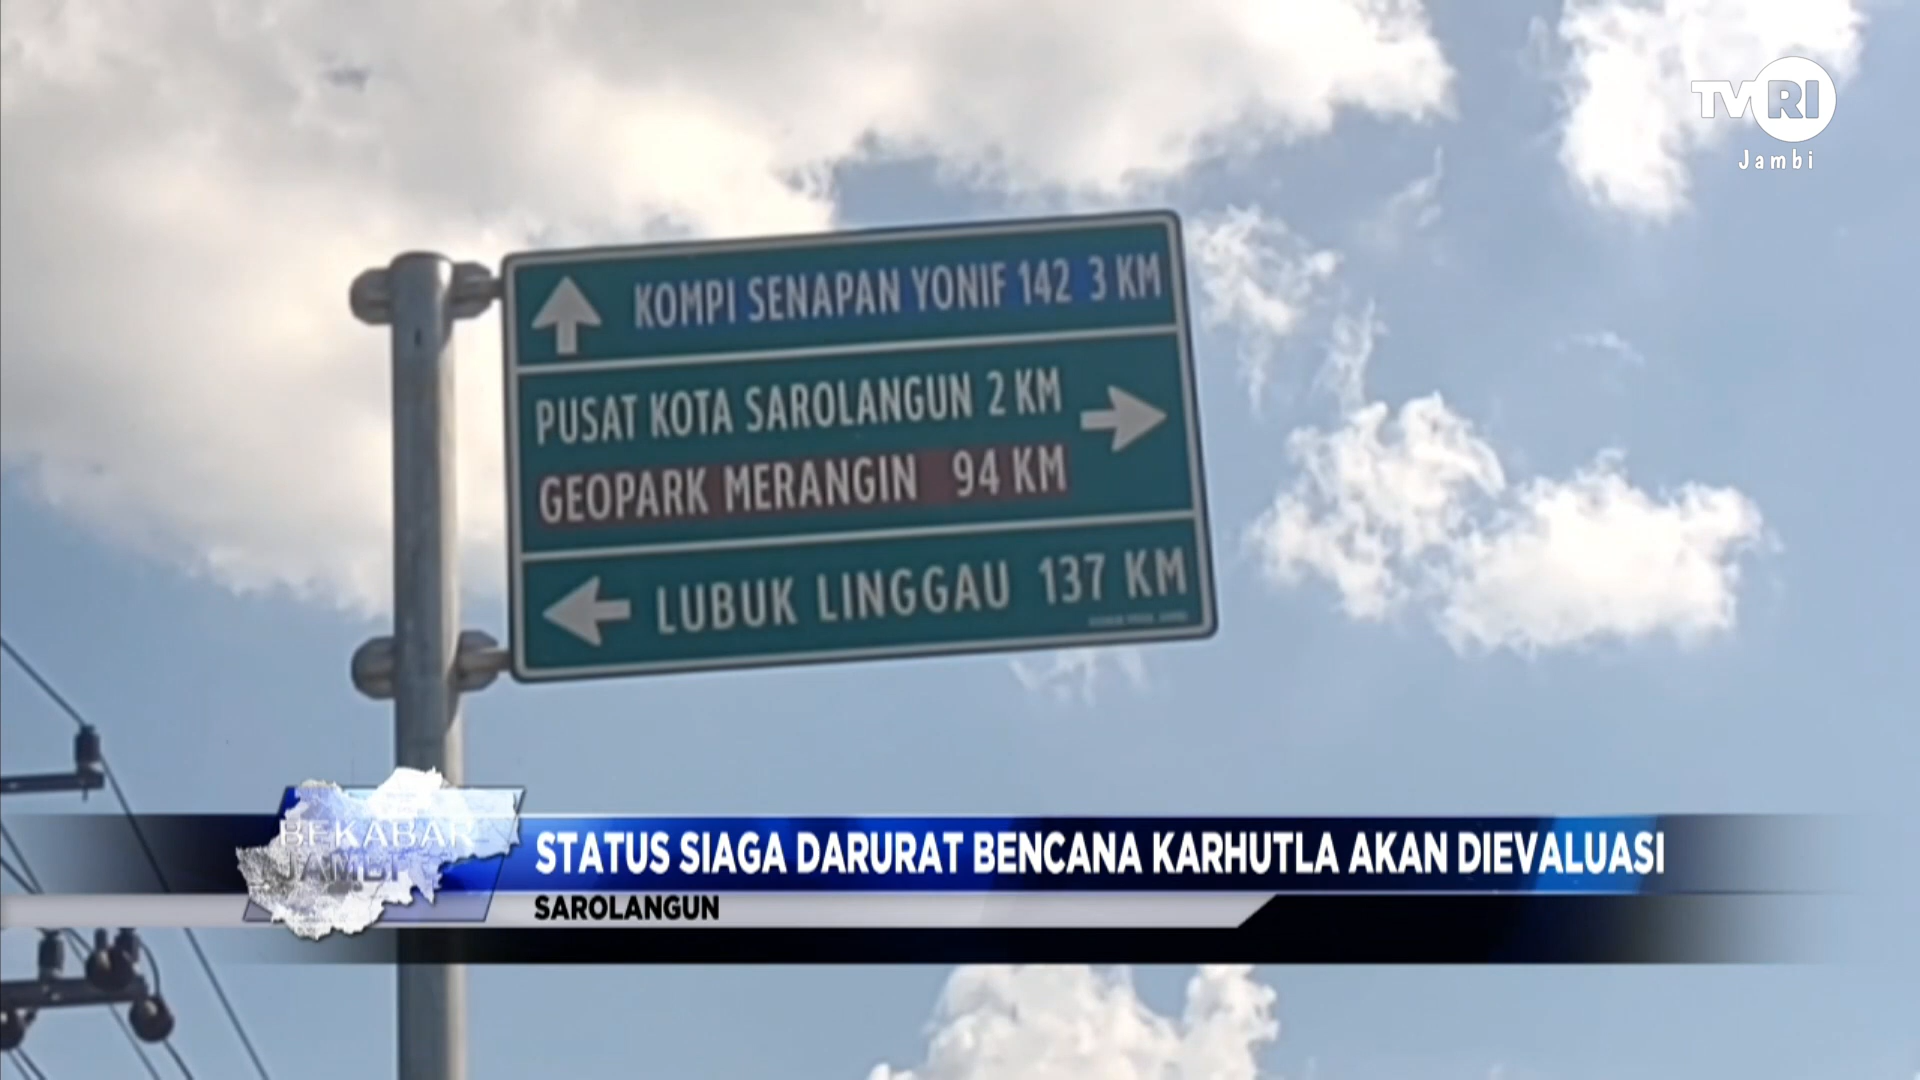 TVRI
Jambi
KOMPI SENAPAN YONIF 142 3 KM
PUSAT KOTA SAROLANGUN 2 KM
GEOPARK MERANGIN 94 KM
LUBUK LINGGAU 137 KM
BEKABAR
JAMBI
STATUS SIAGA DARURAT BENCANA KARHUTLA AKAN DIEVALUASI
SAROLANGUN